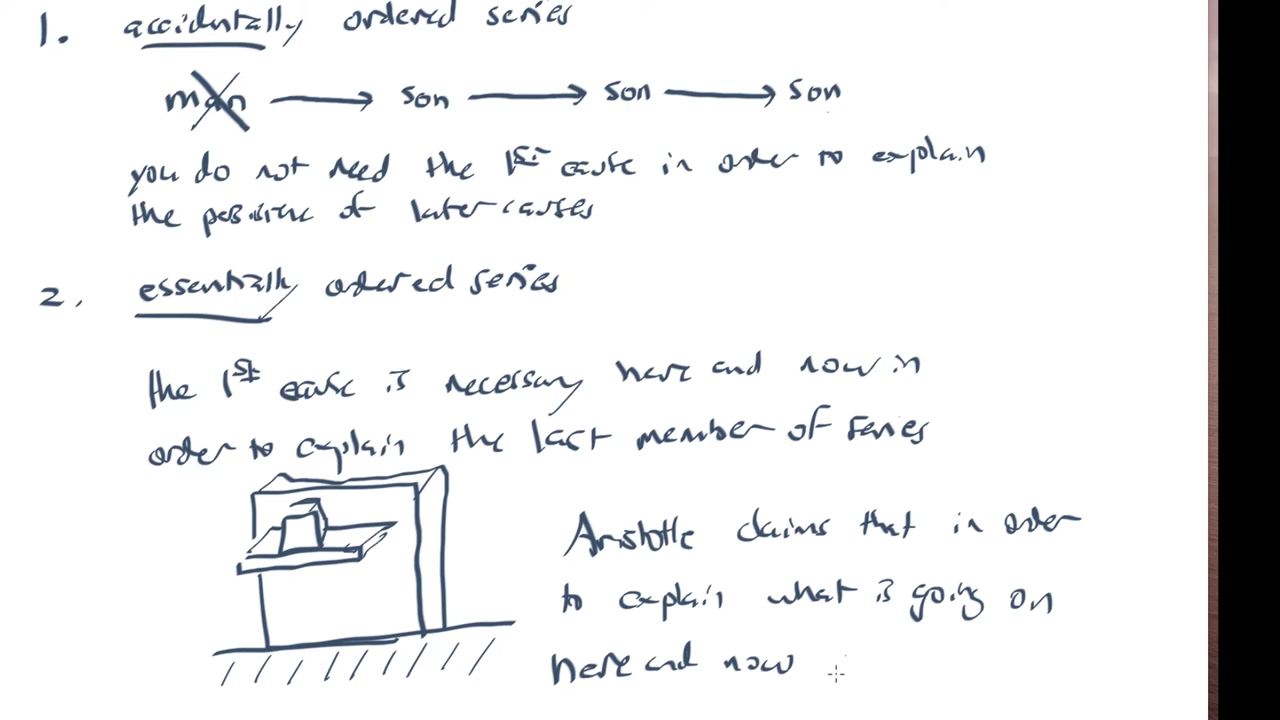 1. accidentally ordered series
man → son → son → son
you do not need the 1st cause in order to explain
the of later causes
2. essentially ordered series
the 1st cause is necessary here and now in
order to explain the last member of series
Aristotle claims that in order
to explain what is going on
here and now